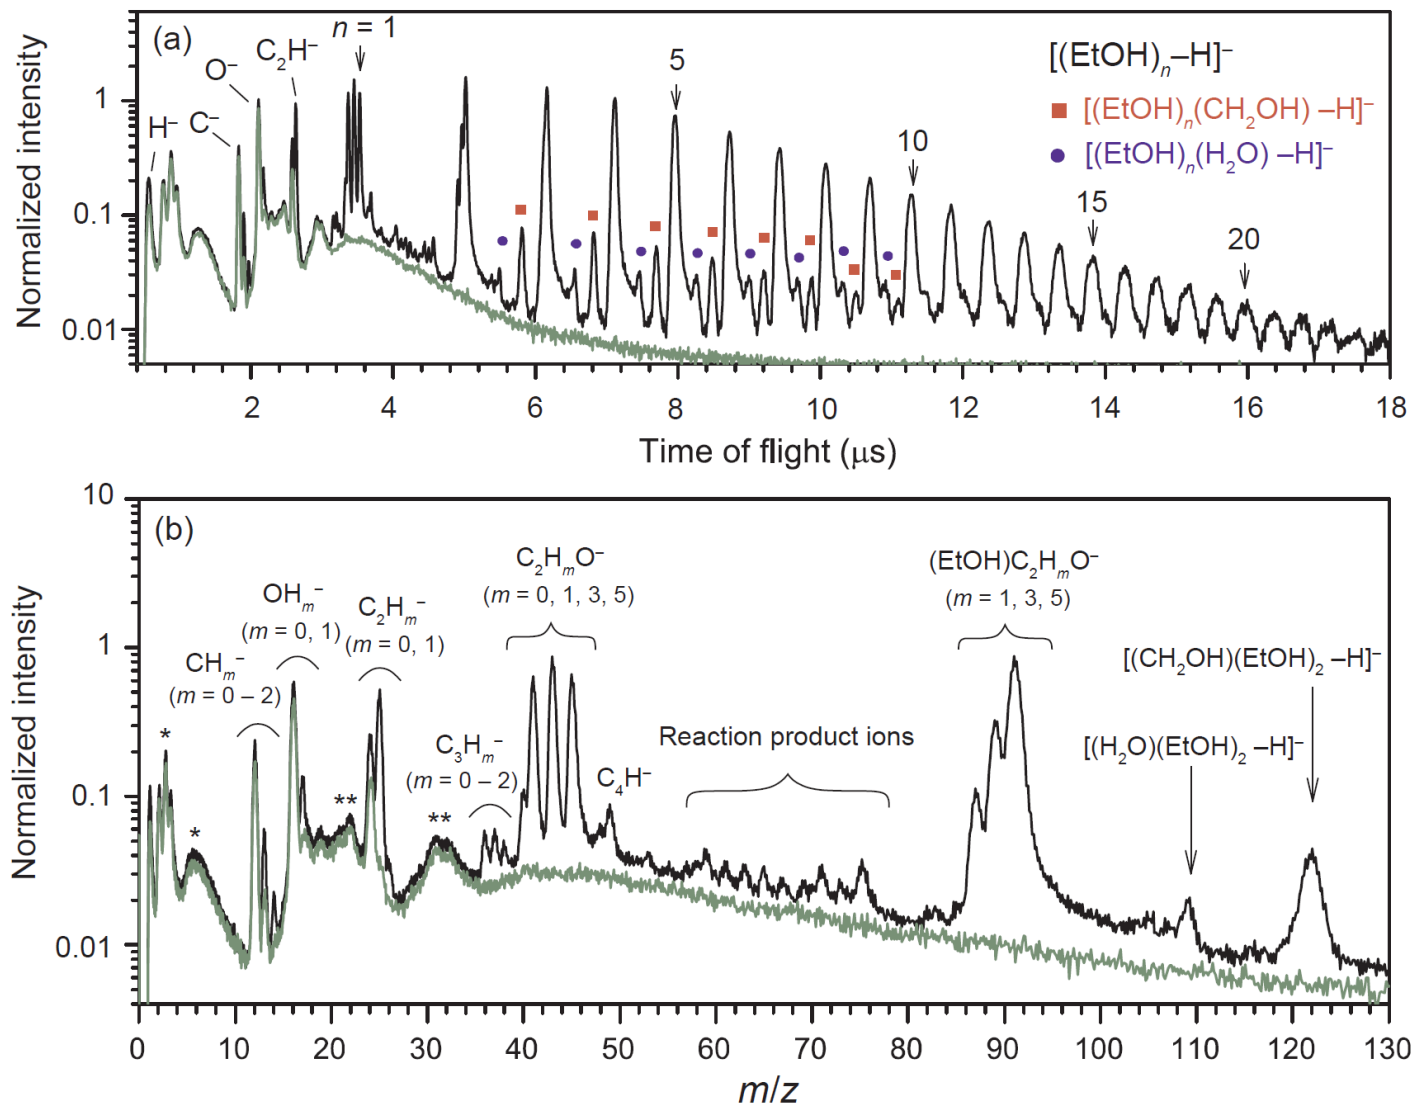 (a)
n = 1
C₂H⁻
O⁻
H⁻
C⁻
5
10
15
20
[(EtOH)ₙ–H]⁻
[(EtOH)ₙ(CH₂OH) –H]⁻
[(EtOH)ₙ(H₂O) –H]⁻
Normalized intensity
1
0.1
0.01
2 4 6 8 10 12 14 16 18
Time of flight (μs)
(b)
CHₘ⁻
(m = 0 – 2)
OHₘ⁻
(m = 0, 1)
C₂Hₘ⁻
(m = 0, 1)
C₃Hₘ⁻
(m = 0 – 2)
C₂HₘO⁻
(m = 0, 1, 3, 5)
C₄H⁻
Reaction product ions
(EtOH)C₂HₘO⁻
(m = 1, 3, 5)
[(CH₂OH)(EtOH)₂ –H]⁻
[(H₂O)(EtOH)₂ –H]⁻
*
*
**
**
Normalized intensity
10
1
0.1
0.01
0 10 20 30 40 50 60 70 80 90 100 110 120 130
m/z